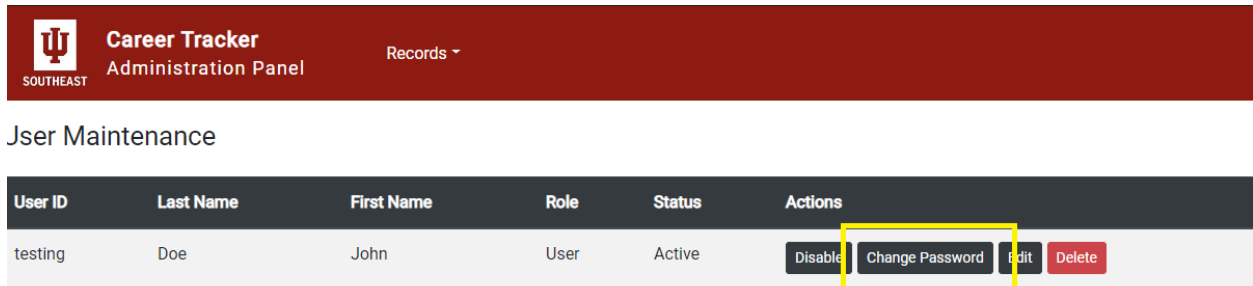 SOUTHEAST
Career Tracker
Administration Panel
Records
User Maintenance
User ID Last Name First Name Role Status Actions
testing Doe John User Active Disable Change Password Edit Delete